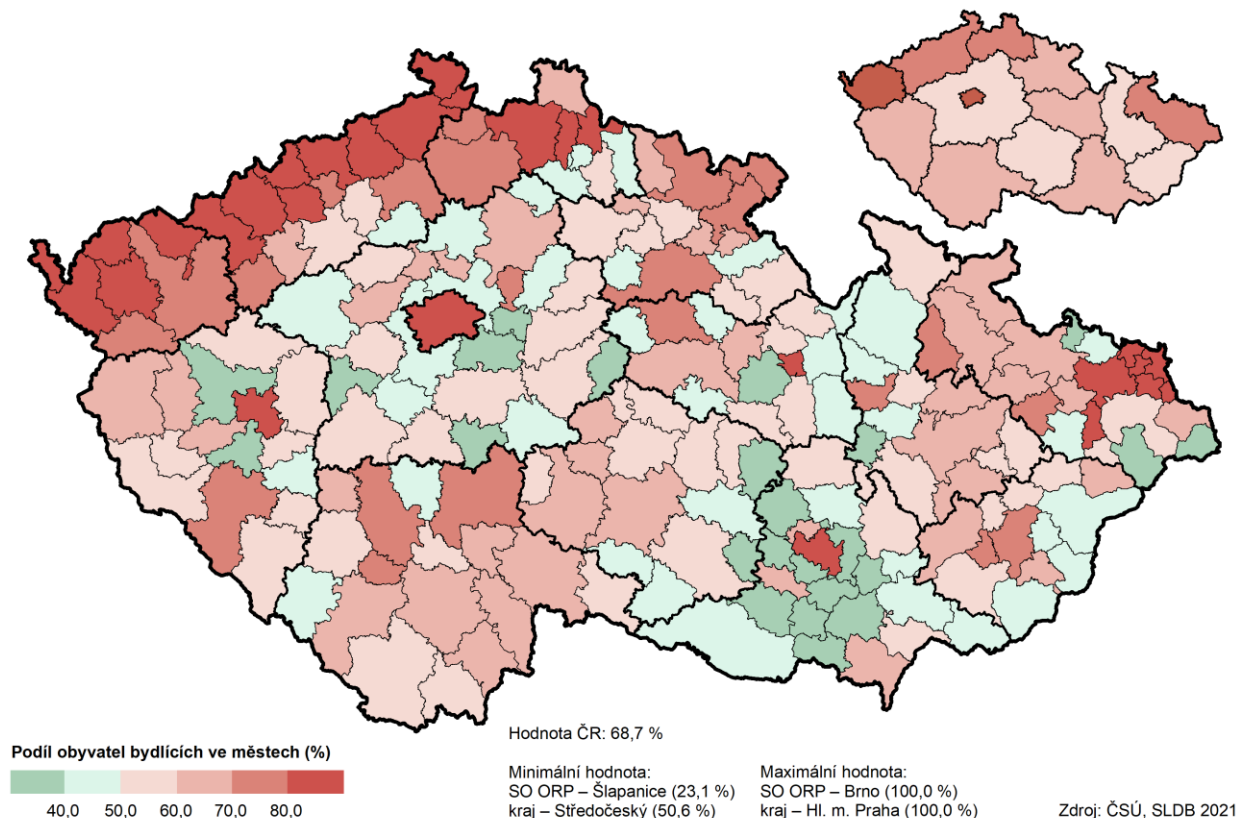 Hodnota ČR: 68,7 %
Podíl obyvatel bydlících ve městech (%)
40,0 50,0 60,0 70,0 80,0
Minimální hodnota:
SO ORP – Šlapanice (23,1 %)
kraj – Středočeský (50,6 %)
Maximální hodnota:
SO ORP – Brno (100,0 %)
kraj – Hl. m. Praha (100,0 %)
Zdroj: ČSÚ, SLDB 2021